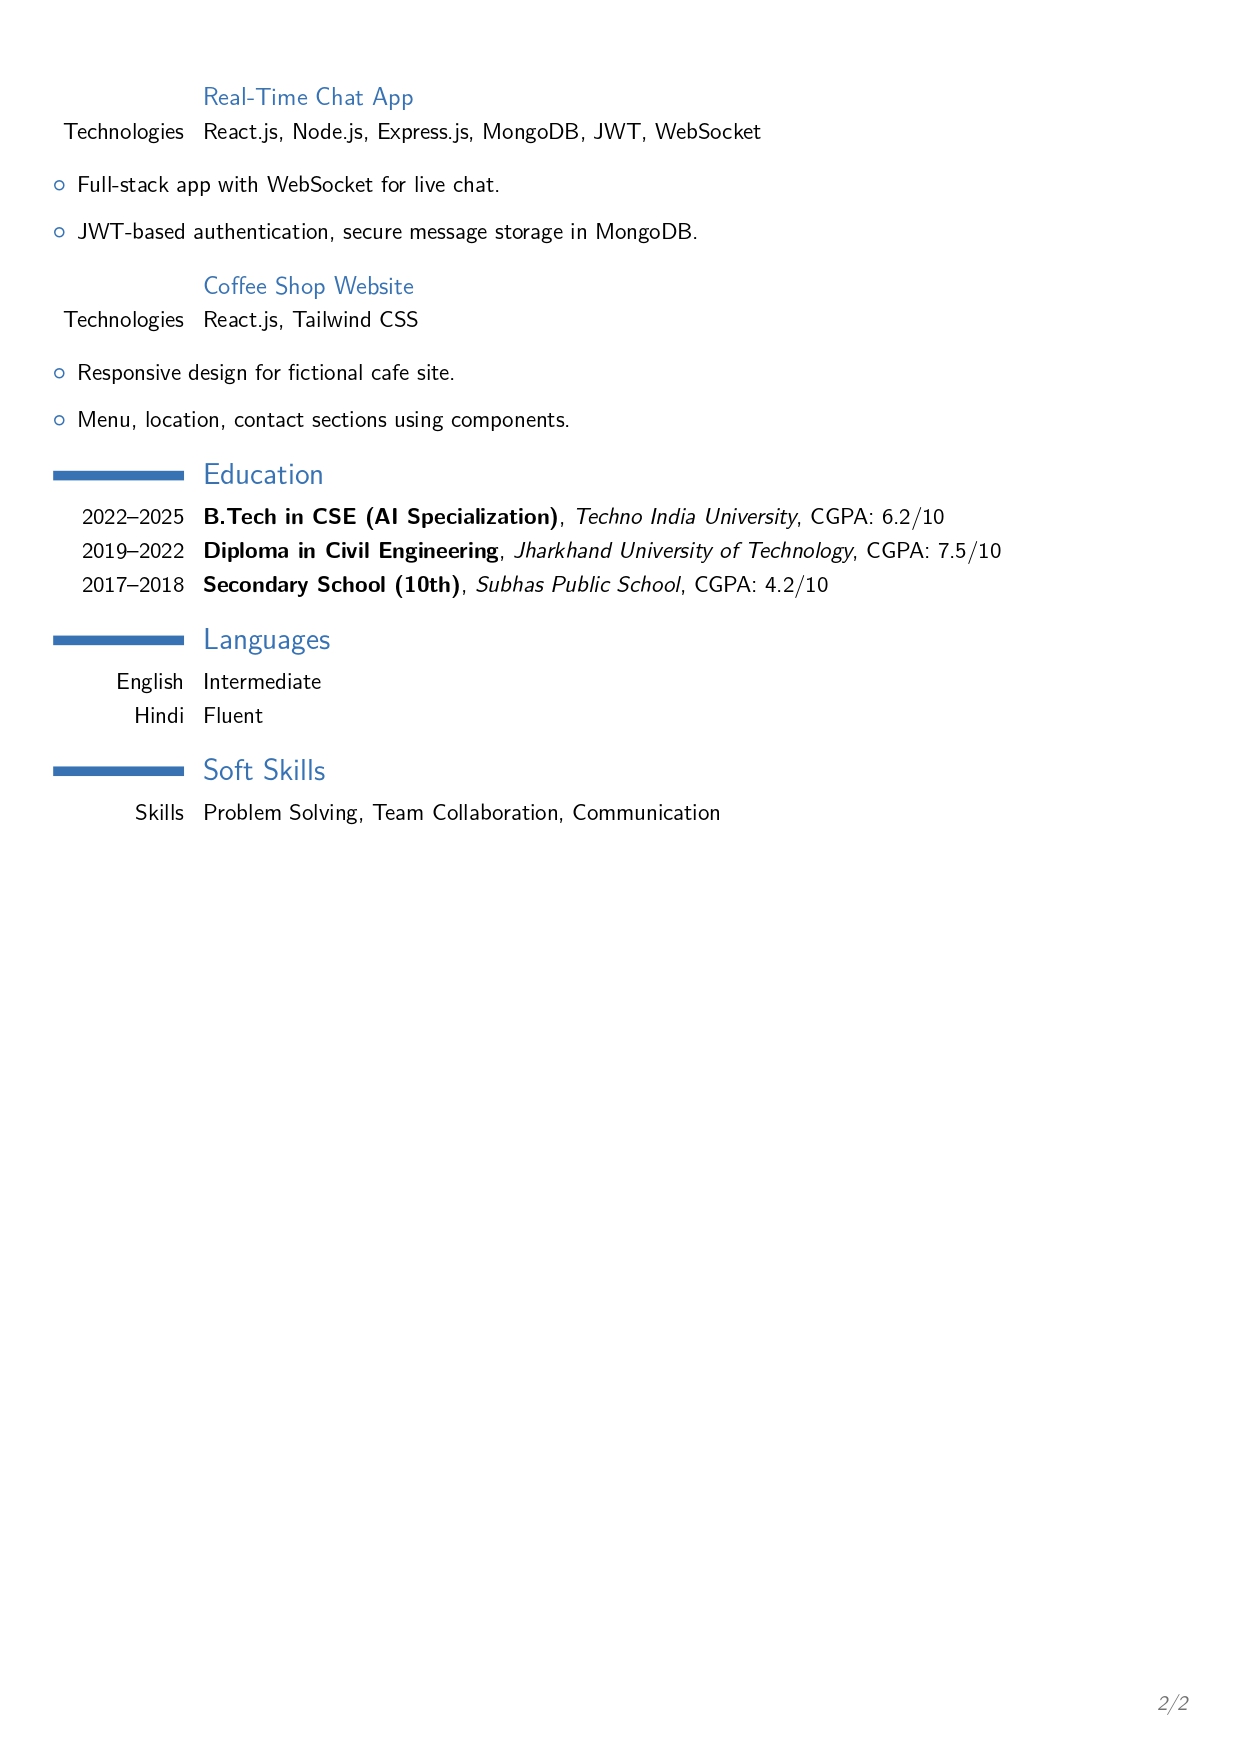 Real-Time Chat App
Technologies React.js, Node.js, Express.js, MongoDB, JWT, WebSocket
Full-stack app with WebSocket for live chat.
JWT-based authentication, secure message storage in MongoDB.
Coffee Shop Website
Technologies React.js, Tailwind CSS
Responsive design for fictional cafe site.
Menu, location, contact sections using components.
Education
2022–2025 B.Tech in CSE (AI Specialization), Techno India University, CGPA: 6.2/10
2019–2022 Diploma in Civil Engineering, Jharkhand University of Technology, CGPA: 7.5/10
2017–2018 Secondary School (10th), Subhas Public School, CGPA: 4.2/10
Languages
English Intermediate
Hindi Fluent
Soft Skills
Skills Problem Solving, Team Collaboration, Communication
2/2